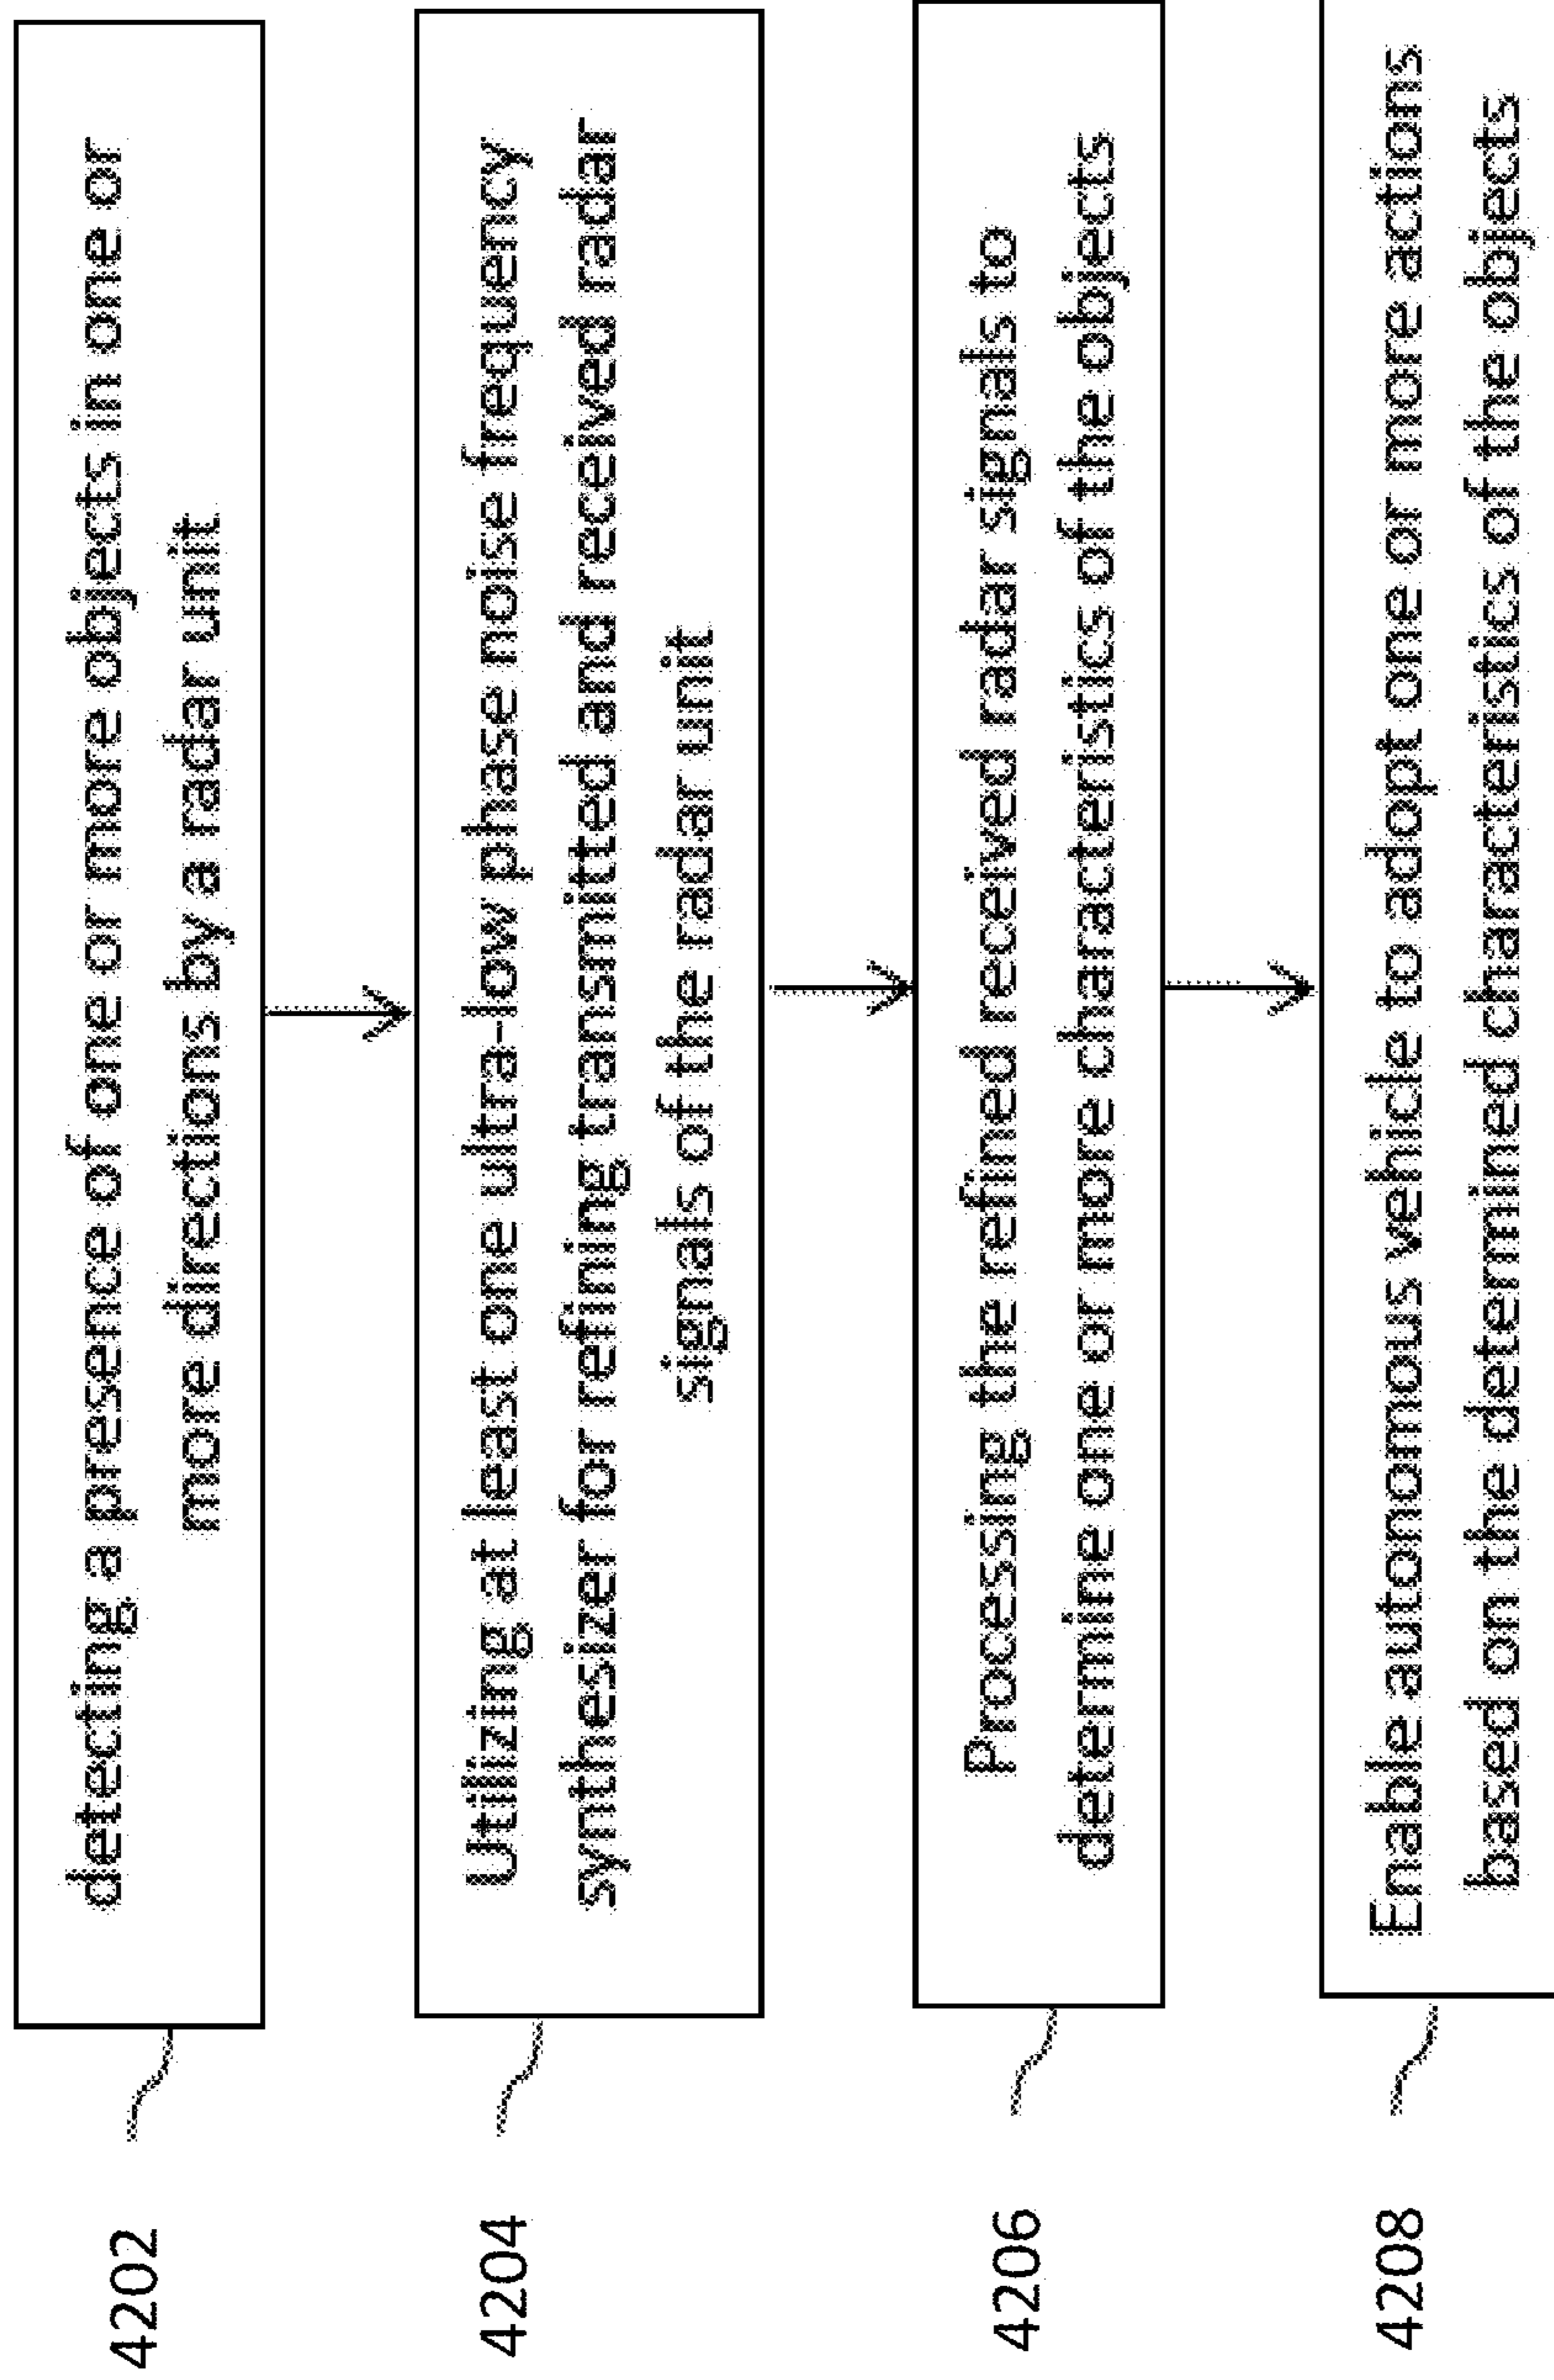 4202
detecting a presence of one or more objects in one or
more directions by a radar unit
4204
Utilizing at least one ultra-low phase noise frequency
synthesizer for refining transmitted and received radar
signals of the radar unit
4206
Processing the refined received radar signals to
determine one or more characteristics of the objects
4208
Enable autonomous vehicle to adopt one or more actions
based on the determined characteristics of the objects